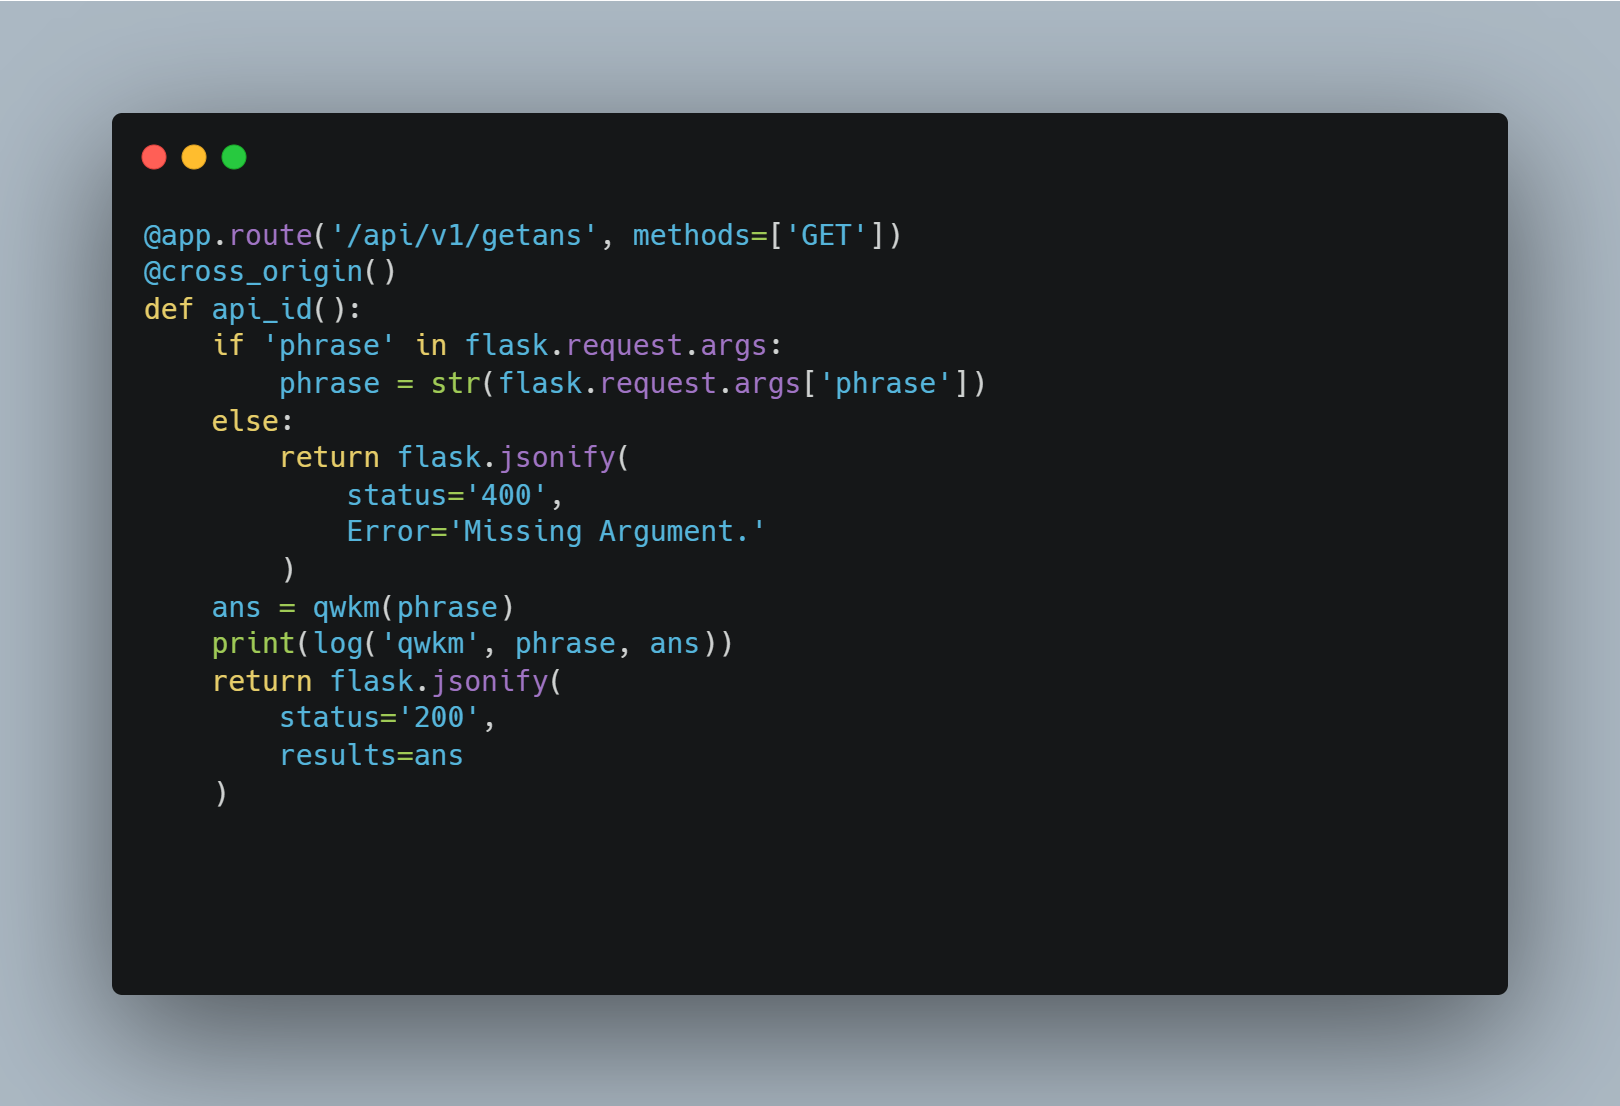 @app.route('/api/v1/getans', methods=['GET'])
@cross_origin()
def api_id():
    if 'phrase' in flask.request.args:
        phrase = str(flask.request.args['phrase'])
    else:
        return flask.jsonify(
            status='400',
            Error='Missing Argument.'
        )
    ans = qwkm(phrase)
    print(log('qwkm', phrase, ans))
    return flask.jsonify(
        status='200',
        results=ans
    )